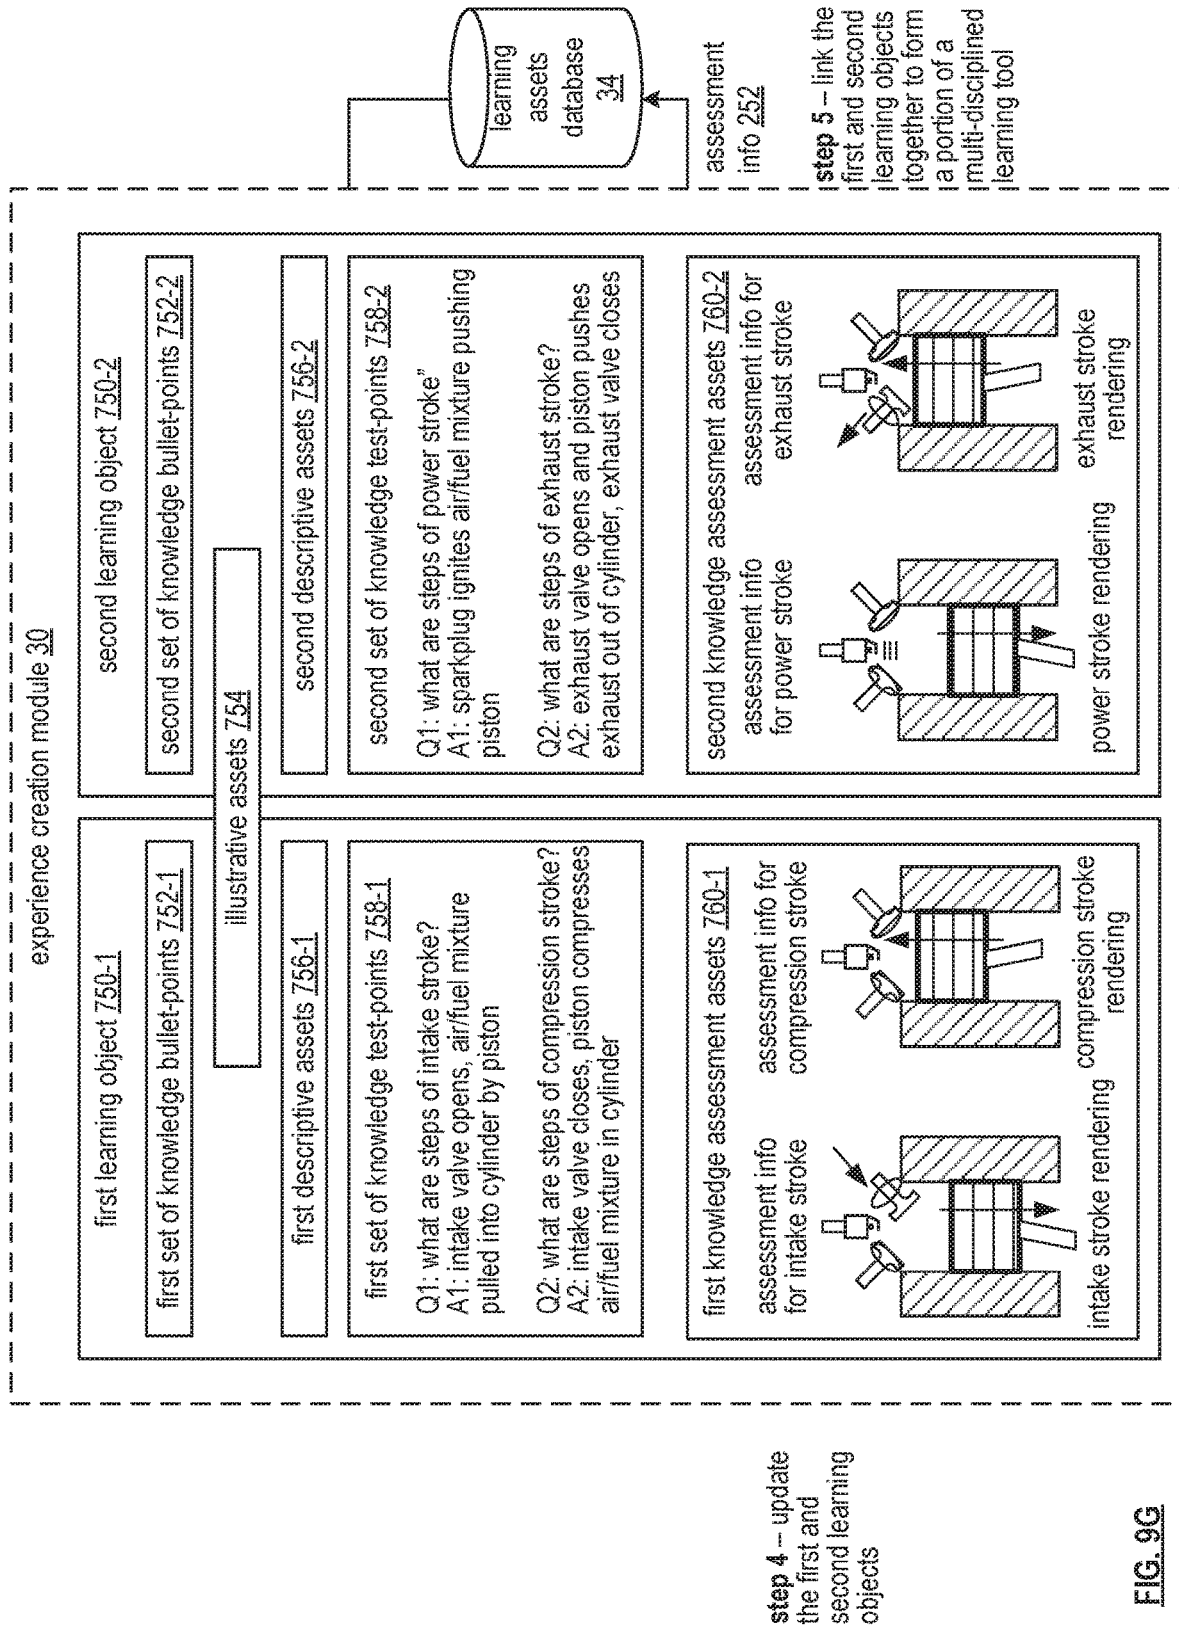 experience creation module 30
first learning object 750-1
first set of knowledge bullet-points 752-1
second learning object 750-2
second set of knowledge bullet-points 752-2
illustrative assets 754
first descriptive assets 756-1
second descriptive assets 756-2
first set of knowledge test-points 758-1
Q1: what are steps of intake stroke?
A1: intake valve opens, air/fuel mixture
pulled into cylinder by piston
Q2: what are steps of compression stroke?
A2: intake valve closes, piston compresses
air/fuel mixture in cylinder
second set of knowledge test-points 758-2
Q1: what are steps of power stroke"
A1: sparkplug ignites air/fuel mixture pushing
piston
Q2: what are steps of exhaust stroke?
A2: exhaust valve opens and piston pushes
exhaust out of cylinder, exhaust valve closes
first knowledge assessment assets 760-1
assessment info
for intake stroke
assessment info for
compression stroke
intake stroke rendering
compression stroke
rendering
second knowledge assessment assets 760-2
assessment info
for power stroke
assessment info for
exhaust stroke
power stroke rendering
exhaust stroke
rendering
learning
assets
database
34
assessment
info 252
step 4 – update
the first and
second learning
objects
step 5 – link the
first and second
learning objects
together to form
a portion of a
multi-disciplined
learning tool
FIG. 9G